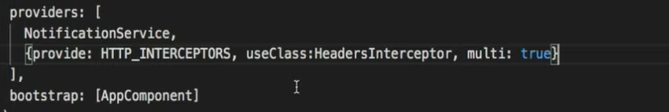 providers: [
NotificationService,
{provide: HTTP_INTERCEPTORS, useClass:HeadersInterceptor, multi: true}
],
bootstrap: [AppComponent]